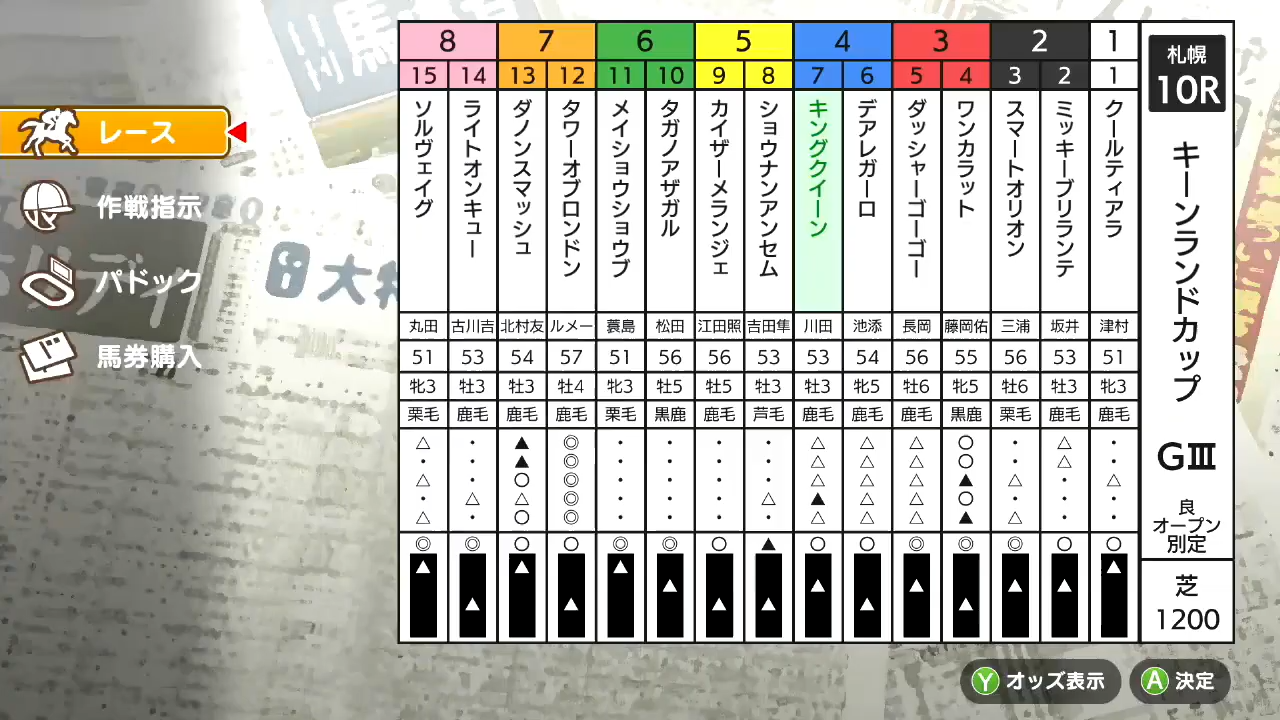 レース
作戦指示
パドック
馬券購入
8 7 6 5 4 3 2 1
15 14 13 12 11 10 9 8 7 6 5 4 3 2 1
ソルヴェイグ
ライトオンキュー
ダノンスマッシュ
タワーオブロンドン
メイショウショウブ
タガノアザガル
カイザーメランジェ
ショウナンアンセム
キングクイーン
デアレガーロ
ダッシャーゴーゴー
ワンカラット
スマートオリオン
ミッキーブリランテ
クールティアラ
丸田 古川吉 北村友 ルメー 蓑島 松田 江田照 吉田隼 川田 池添 長岡 藤岡佑 三浦 坂井 津村
51 53 54 57 51 56 56 53 53 54 56 55 56 53 51
牝3 牡3 牡3 牡4 牝3 牡5 牡5 牡3 牡3 牝5 牡6 牝5 牡6 牡3 牝3
栗毛 鹿毛 鹿毛 鹿毛 栗毛 黒鹿 鹿毛 芦毛 鹿毛 鹿毛 鹿毛 黒鹿 栗毛 鹿毛 鹿毛
△ ・ ▲ ◎ ・ ・ ・ ・ △ △ △ ○ ・ △ ・
・ ・ ▲ ◎ ・ ・ ・ ・ △ △ △ ○ ・ △ ・
△ ・ ○ ◎ ・ ・ ・ ・ △ △ △ ▲ △ ・ △
・ △ △ ◎ ・ ・ ・ △ ▲ △ △ ○ ・ ・ ・
△ ・ ○ ◎ ・ ・ ・ ・ △ △ △ ▲ △ ・ ・
◎ ◎ ○ ○ ◎ ◎ ○ ▲ ○ ○ ◎ ◎ ◎ ○ ○
札幌
10R
キーンランドカップ
GⅢ
良
オープン
別定
芝
1200
Y オッズ表示
A 決定